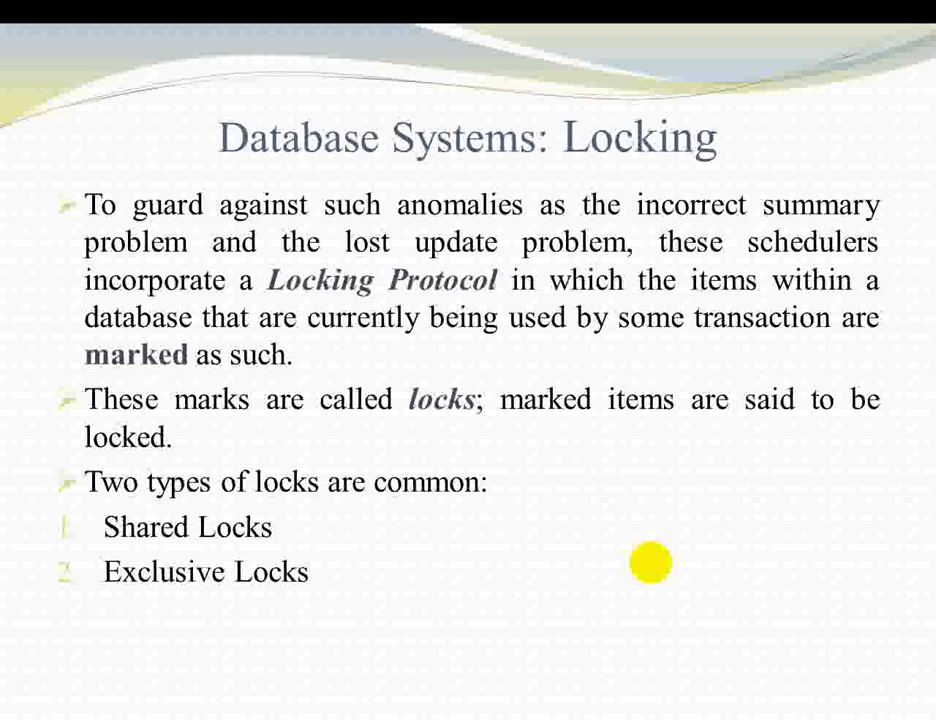 Database Systems: Locking
To guard against such anomalies as the incorrect summary
problem and the lost update problem, these schedulers
incorporate a Locking Protocol in which the items within a
database that are currently being used by some transaction are
marked as such.
These marks are called locks; marked items are said to be
locked.
Two types of locks are common:
1. Shared Locks
2. Exclusive Locks